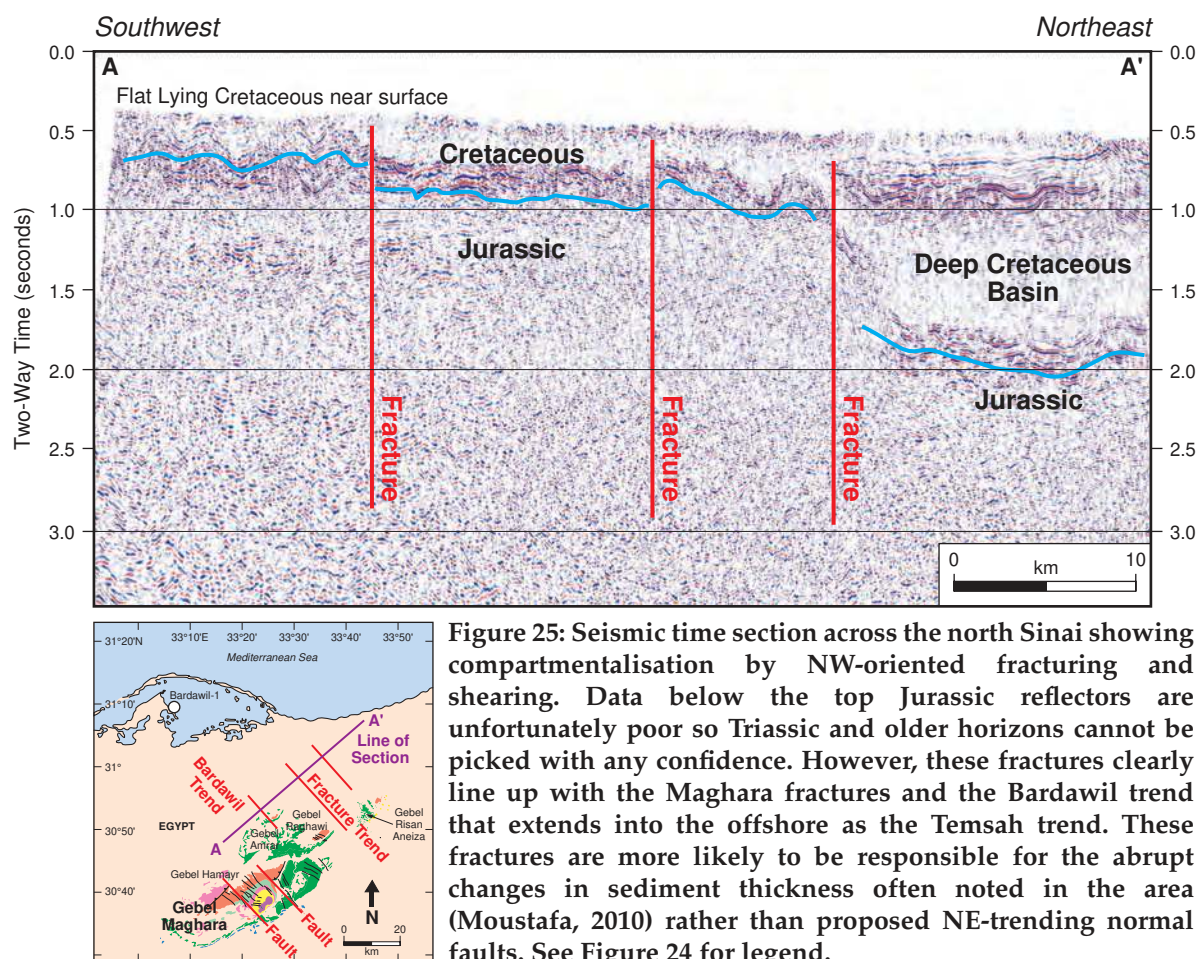 Southwest Northeast
A A'
Flat Lying Cretaceous near surface
Cretaceous
Jurassic
Deep Cretaceous
Basin
Jurassic
Fracture
Fracture
Fracture
Two-Way Time (seconds)
0.0 0.0
0.5 0.5
1.0 1.0
1.5 1.5
2.0 2.0
2.5 2.5
3.0 3.0
0 10
km
31°20'N 33°10'E 33°20' 33°30' 33°40' 33°50'
Mediterranean Sea
Bardawil-1
31°10'
A'
Line of
Section
31°
Bardawil
Trend
Fracture Trend
30°50'
EGYPT
Gebel
Raghawi
Gebel
Risan
Aneiza
Gebel
Amrar
A
Gebel Hamayr
30°40'
Gebel
Maghara
Fault
Fault
N
0 20
km
Figure 25: Seismic time section across the north Sinai showing
compartmentalisation by NW-oriented fracturing and
shearing. Data below the top Jurassic reflectors are
unfortunately poor so Triassic and older horizons cannot be
picked with any confidence. However, these fractures clearly
line up with the Maghara fractures and the Bardawil trend
that extends into the offshore as the Temsah trend. These
fractures are more likely to be responsible for the abrupt
changes in sediment thickness often noted in the area
(Moustafa, 2010) rather than proposed NE-trending normal
faults. See Figure 24 for legend.